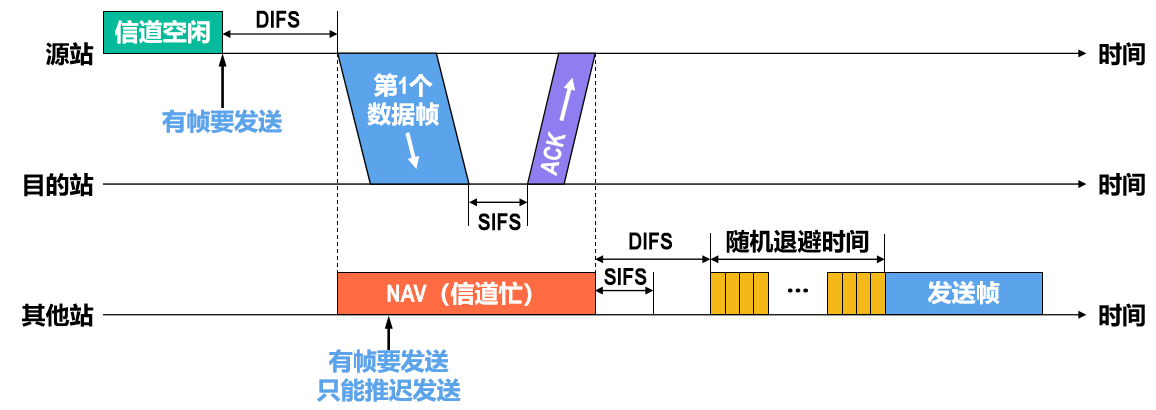 信道空闲
DIFS
源站
时间
有帧要发送
第1个
数据帧
ACK
目的站
时间
SIFS
DIFS
随机退避时间
SIFS
NAV（信道忙）
···
发送帧
其他站
时间
有帧要发送
只能推迟发送